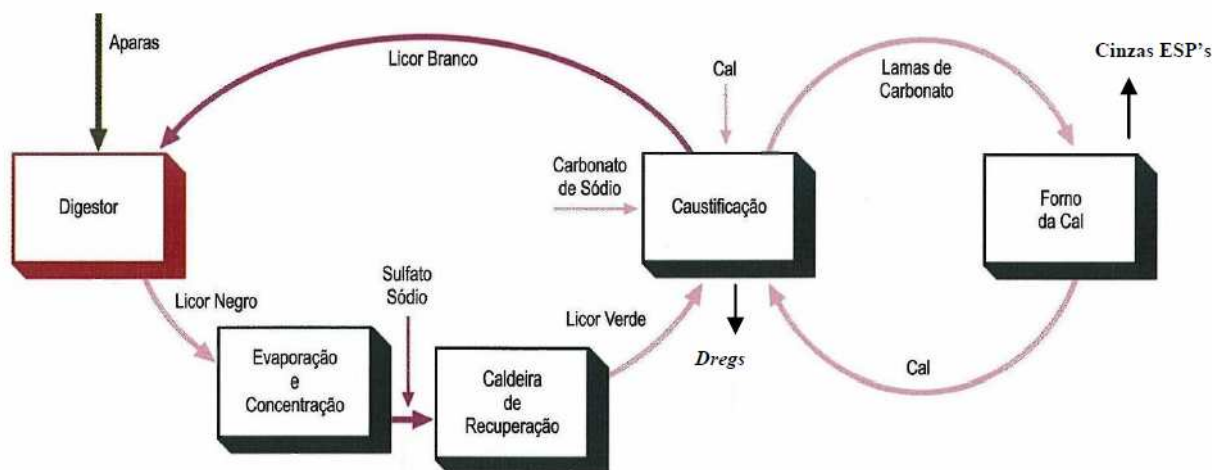 Aparas
Licor Branco
Cal
Lamas de
Carbonato
Cinzas ESP's
Digestor
Carbonato
de Sódio
Caustificação
Forno
da Cal
Licor Negro
Sulfato
Sódio
Licor Verde
Dregs
Cal
Evaporação
e
Concentração
Caldeira
de
Recuperação